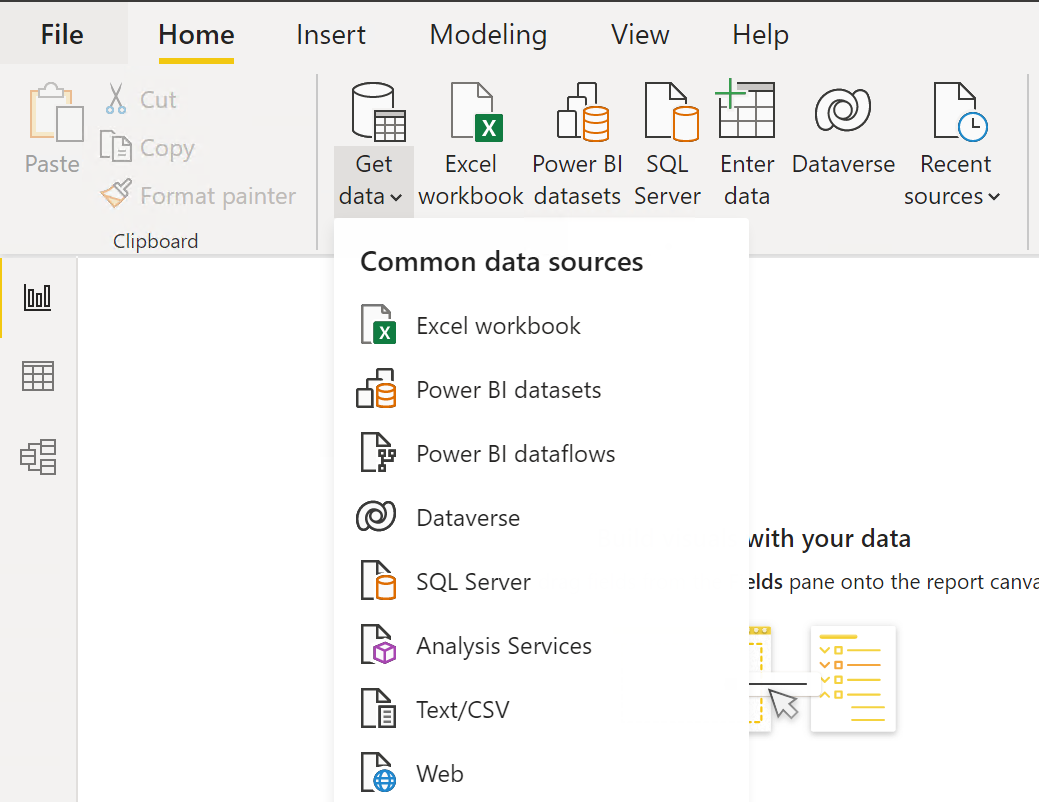 File Home Insert Modeling View Help
Paste
Cut
Copy
Format painter
Clipboard
Get data
Excel workbook
Power BI datasets
SQL Server
Enter data
Dataverse
Recent sources
Common data sources
Excel workbook
Power BI datasets
Power BI dataflows
Dataverse
SQL Server
Analysis Services
Text/CSV
Web
with your data
pane onto the report